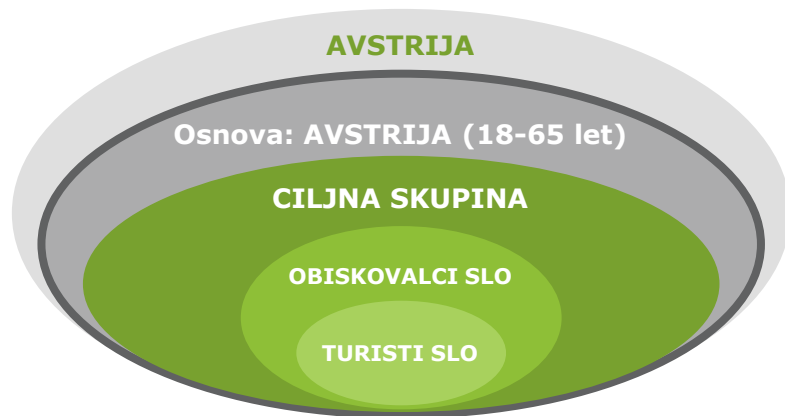 AVSTRIJA
Osnova: AVSTRIJA (18-65 let)
CILJNA SKUPINA
OBISKOVALCI SLO
TURISTI SLO